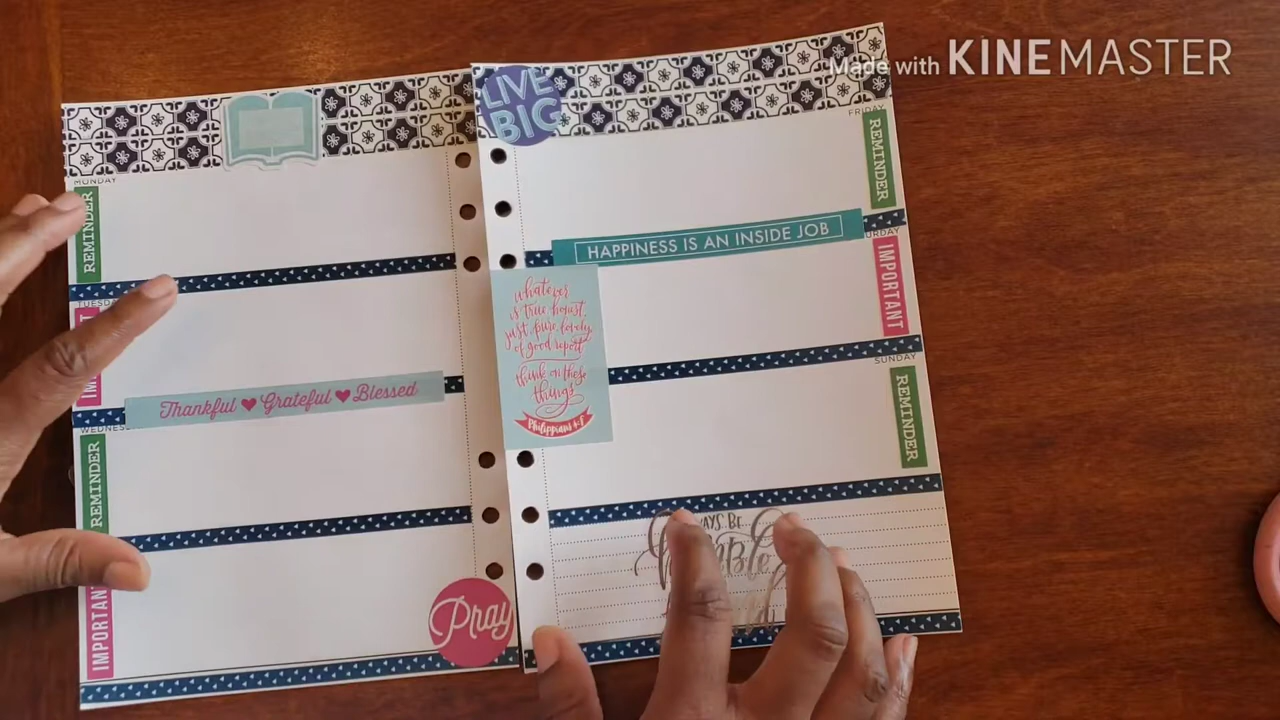 Made with KINEMASTER
LIVE
BIG
MONDAY
REMINDER
TUESDAY
Thankful ♥ Grateful ♥ Blessed
REMINDER
IMPORTANT
Pray
FRIDAY
REMINDER
HAPPINESS IS AN INSIDE JOB
IMPORTANT
whatever
is true, honest,
just, pure, lovely,
of good report
think on these
things
Philippians 4:8
SUNDAY
REMINDER
BE